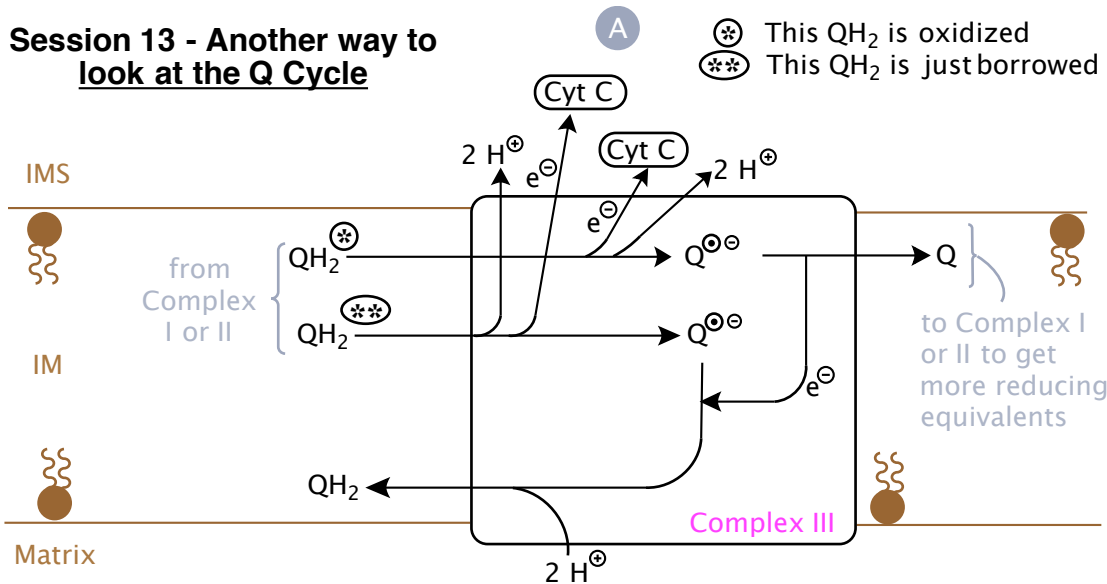 Session 13 - Another way to
look at the Q Cycle
A
* This QH₂ is oxidized
** This QH₂ is just borrowed
Cyt C
Cyt C
2 H⊕
e⊖
2 H⊕
e⊖
IMS
QH₂ *
Q⊙⊖
Q
from
Complex
I or II
QH₂ **
Q⊙⊖
to Complex I
or II to get
more reducing
equivalents
IM
e⊖
QH₂
Complex III
Matrix
2 H⊕